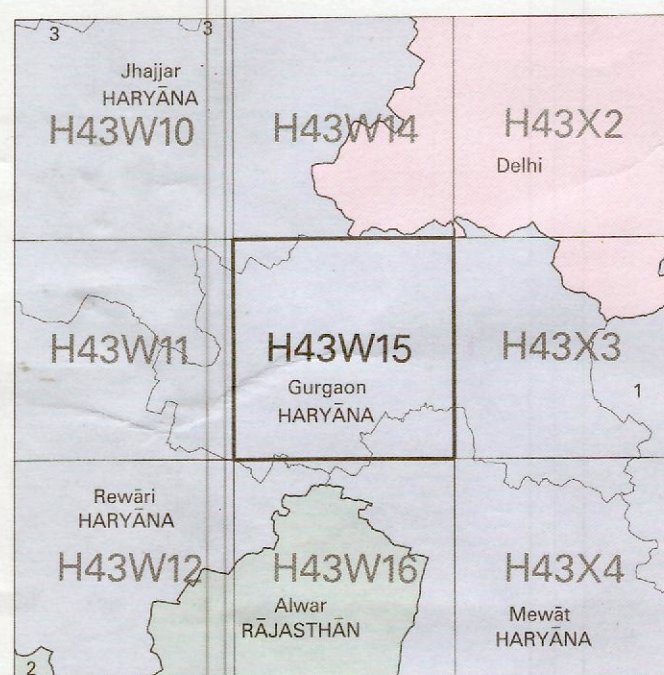 3
3
Jhajjar
HARYĀNA
H43W10
H43W14
H43X2
Delhi
H43W11
H43W15
Gurgaon
HARYĀNA
H43X3
1
Rewāri
HARYĀNA
H43W12
H43W16
Alwar
RĀJASTHĀN
H43X4
Mewāt
HARYĀNA
2